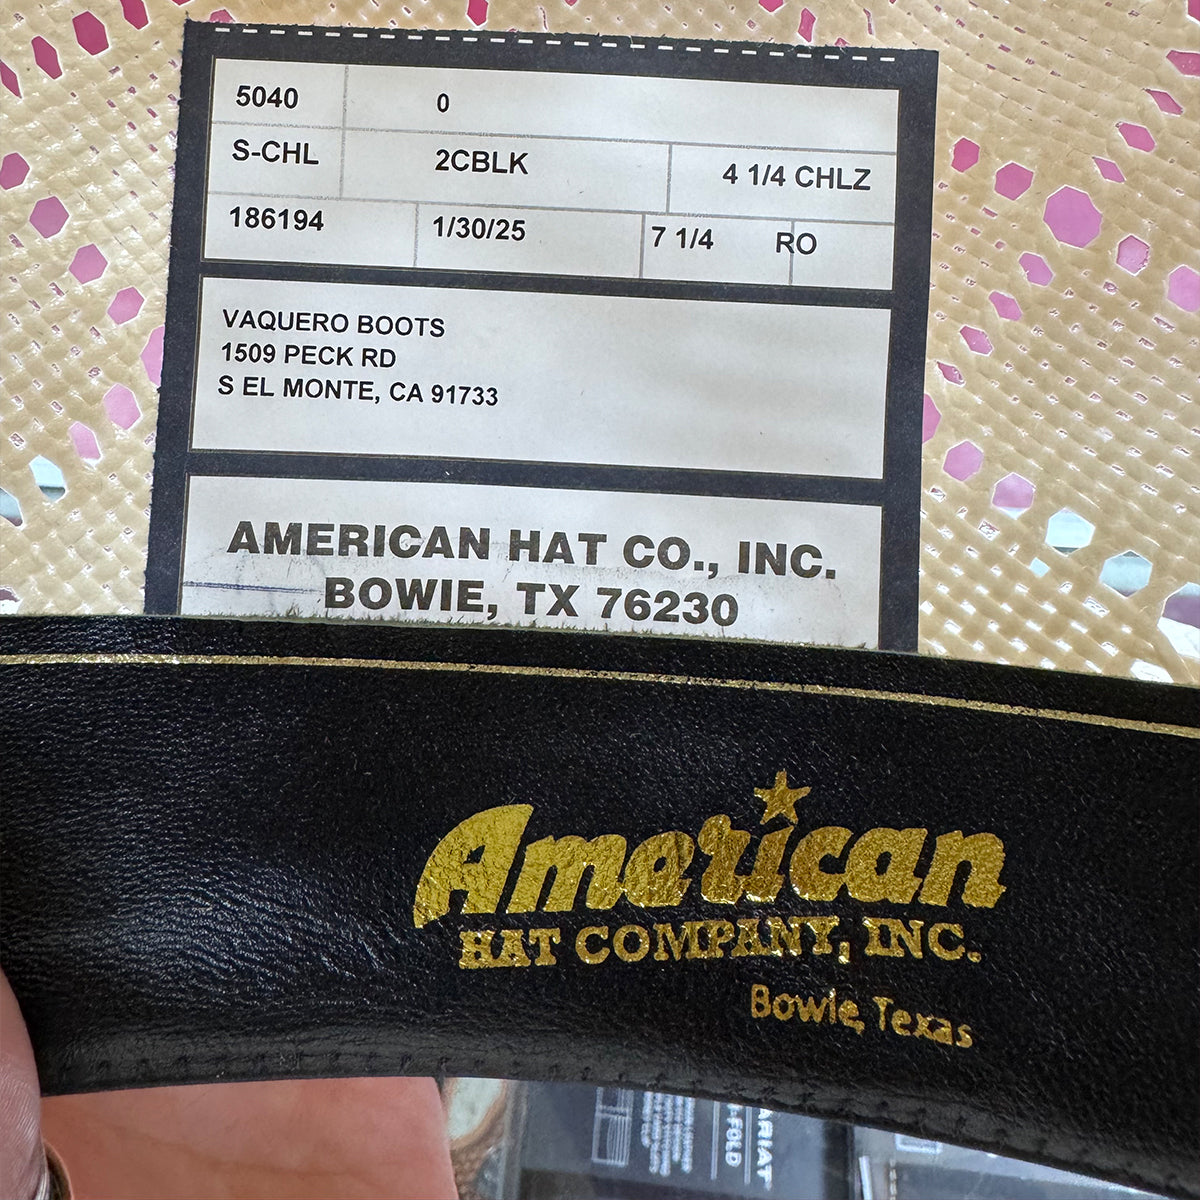 5040 0
S-CHL 2CBLK 4 1/4 CHLZ
186194 1/30/25 7 1/4 RO
VAQUERO BOOTS
1509 PECK RD
S EL MONTE, CA 91733
AMERICAN HAT CO., INC.
BOWIE, TX 76230
American
HAT COMPANY, INC.
Bowie, Texas
ARIAT